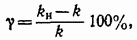 γ = (kн − k)/k 100%,